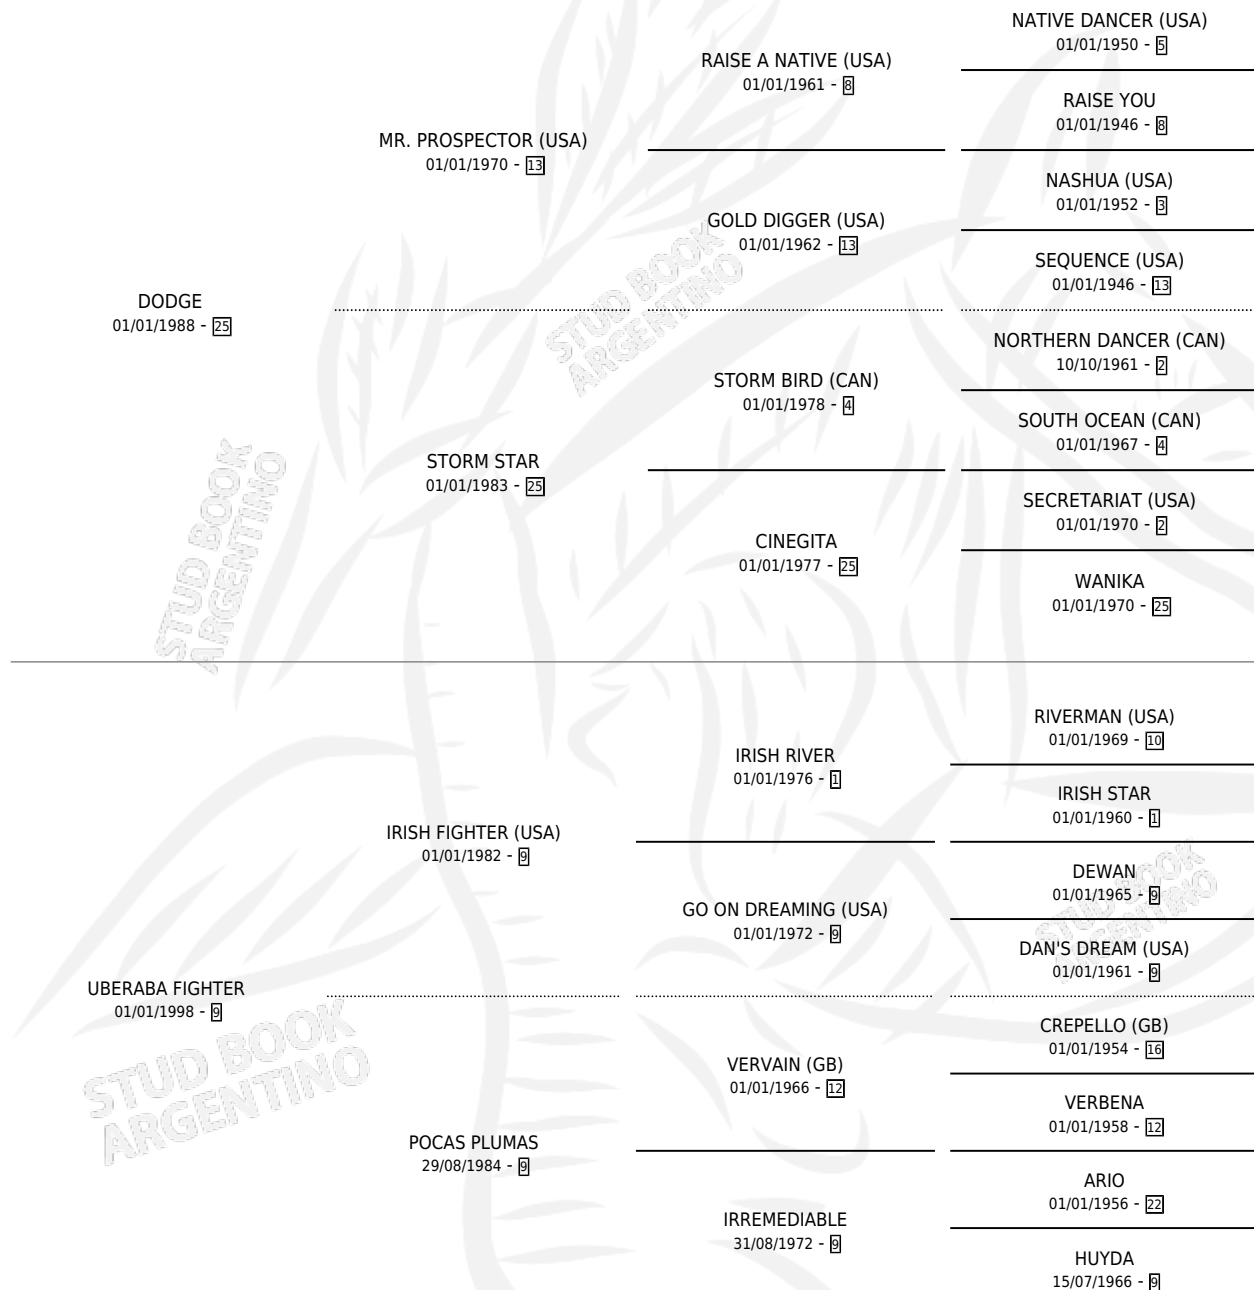 NATIVE DANCER (USA)
01/01/1950 - 5
RAISE A NATIVE (USA)
01/01/1961 - 8
RAISE YOU
01/01/1946 - 8
MR. PROSPECTOR (USA)
01/01/1970 - 13
NASHUA (USA)
01/01/1952 - 3
GOLD DIGGER (USA)
01/01/1962 - 13
SEQUENCE (USA)
01/01/1946 - 13
DODGE
01/01/1988 - 25
STUD BOOK
ARGENTINO
NORTHERN DANCER (CAN)
10/10/1961 - 2
STORM BIRD (CAN)
01/01/1978 - 4
SOUTH OCEAN (CAN)
01/01/1967 - 4
STORM STAR
01/01/1983 - 25
SECRETARIAT (USA)
01/01/1970 - 2
CINEGITA
01/01/1977 - 25
WANIKA
01/01/1970 - 25
STUD BOOK
ARGENTINO
RIVERMAN (USA)
01/01/1969 - 10
IRISH RIVER
01/01/1976 - 1
IRISH STAR
01/01/1960 - 1
IRISH FIGHTER (USA)
01/01/1982 - 9
DEWAN
01/01/1965 - 9
STUD BOOK
ARGENTINO
GO ON DREAMING (USA)
01/01/1972 - 9
DAN'S DREAM (USA)
01/01/1961 - 9
UBERABA FIGHTER
01/01/1998 - 9
STUD BOOK
ARGENTINO
CREPELLO (GB)
01/01/1954 - 16
VERVAIN (GB)
01/01/1966 - 12
VERBENA
01/01/1958 - 12
POCAS PLUMAS
29/08/1984 - 9
ARIO
01/01/1956 - 22
IRREMEDIABLE
31/08/1972 - 9
HUYDA
15/07/1966 - 9